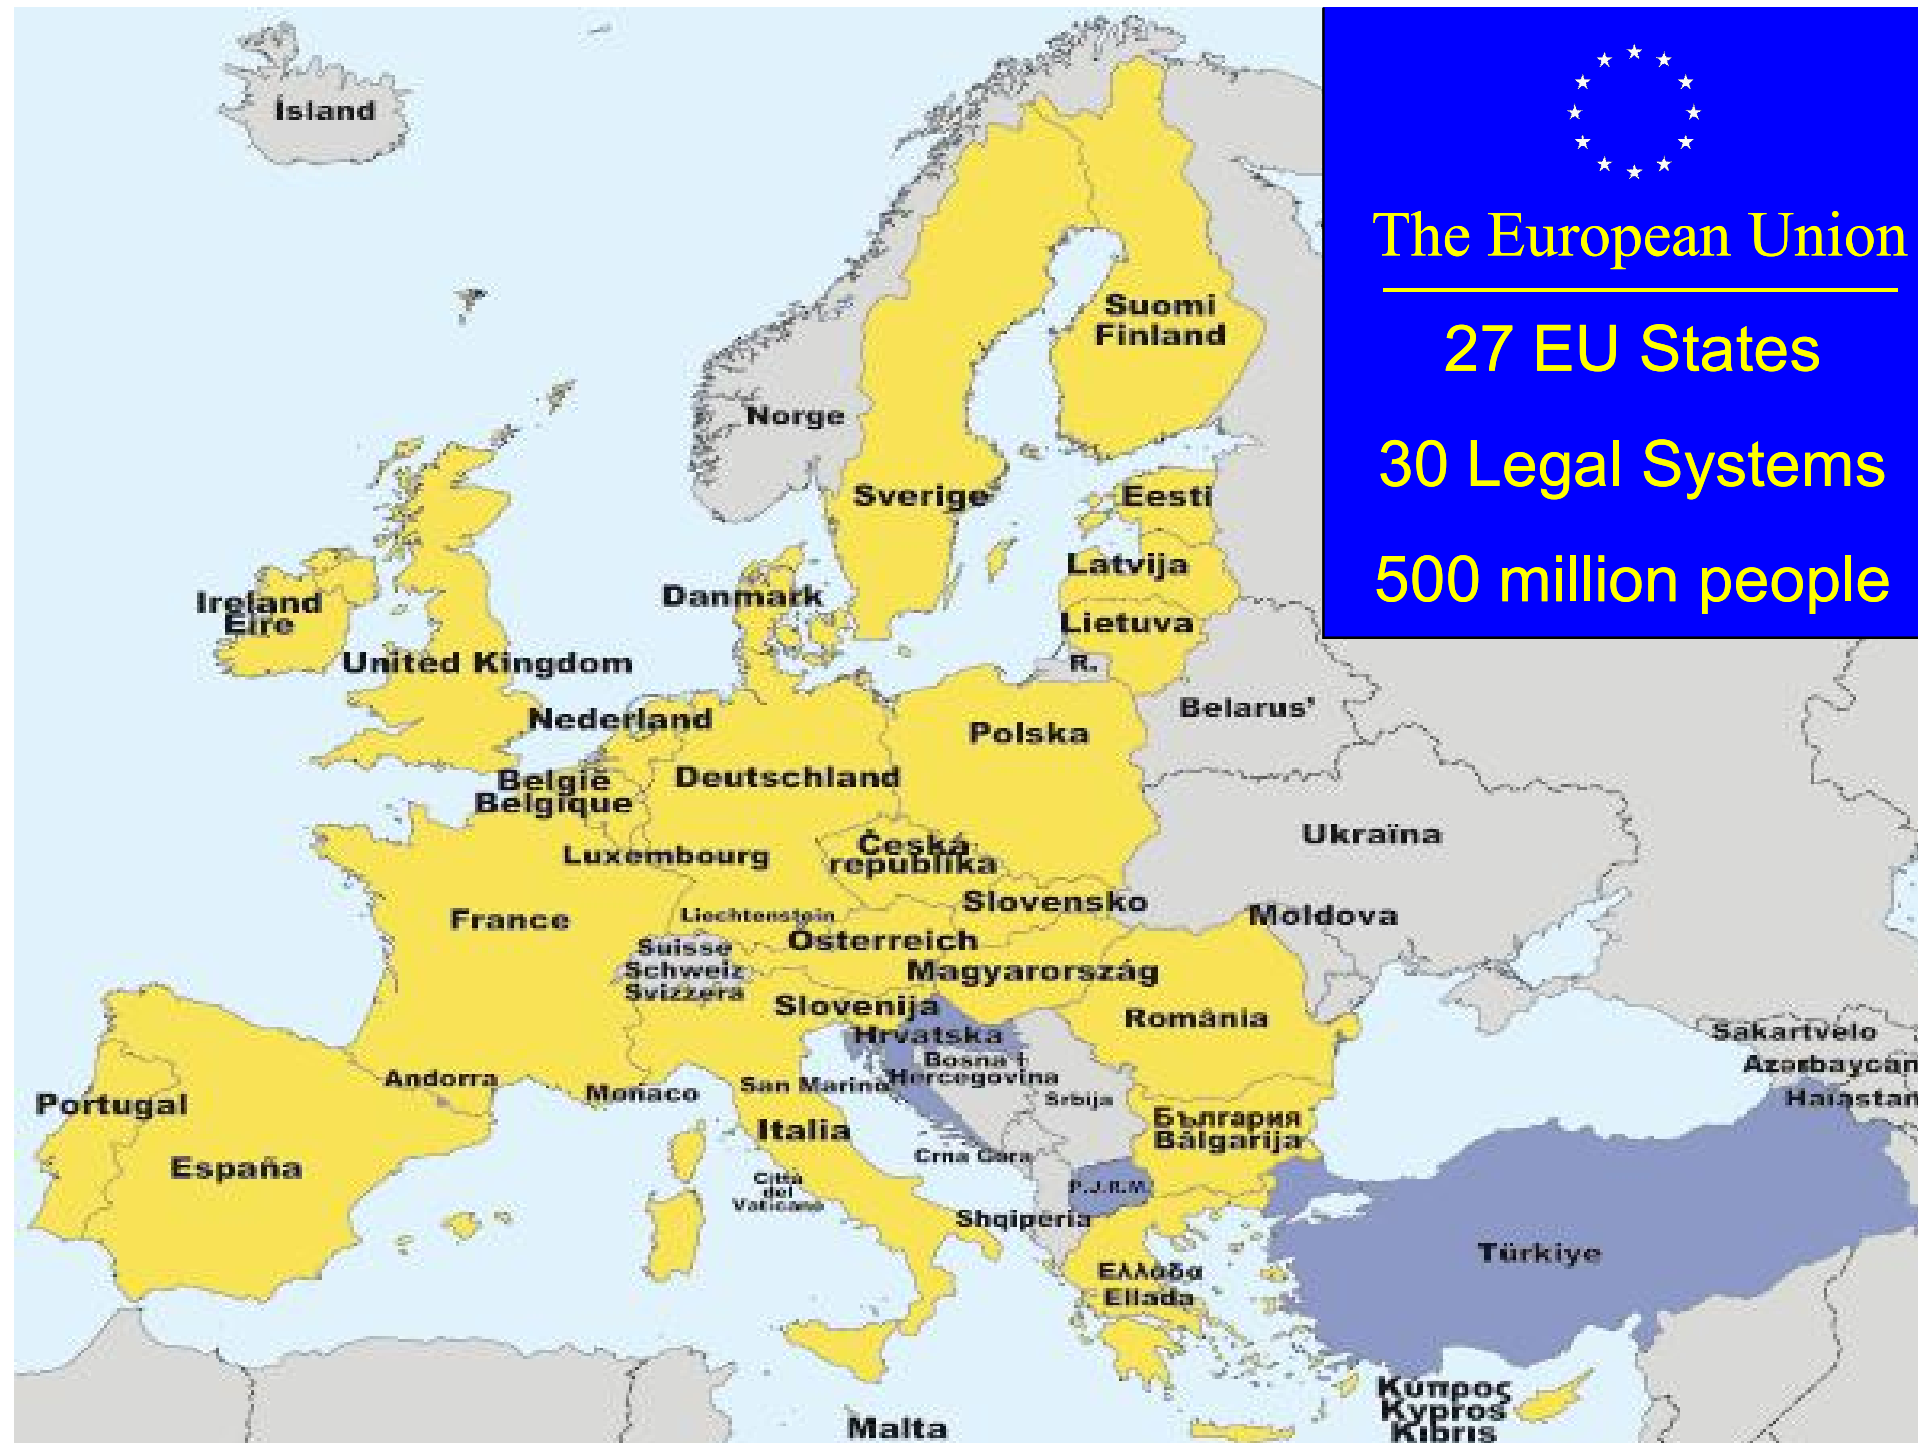 Ísland
The European Union
27 EU States
30 Legal Systems
500 million people
Suomi
Finland
Norge
Sverige
Eesti
Latvija
Danmark
Ireland
Éire
Lietuva
United Kingdom
R.
Nederland
Belarus'
Polska
België
Belgique
Deutschland
Ukraïna
Luxembourg
Česká
republika
Slovensko
France
Liechtenstein
Moldova
Österreich
Suisse
Schweiz
Svizzera
Magyarország
Slovenija
România
Hrvatska
Sakartvelo
Bosna i
Hercegovina
Azərbaycan
Andorra
Monaco
San Marino
Srbija
Haïastan
Portugal
Italia
България
Bălgarija
España
Crna Gora
Città
del
Vaticano
P.J.R.M.
Shqiperia
Türkiye
Ελλάδα
Ellada
Κύπρος
Kypros
Kıbrıs
Malta